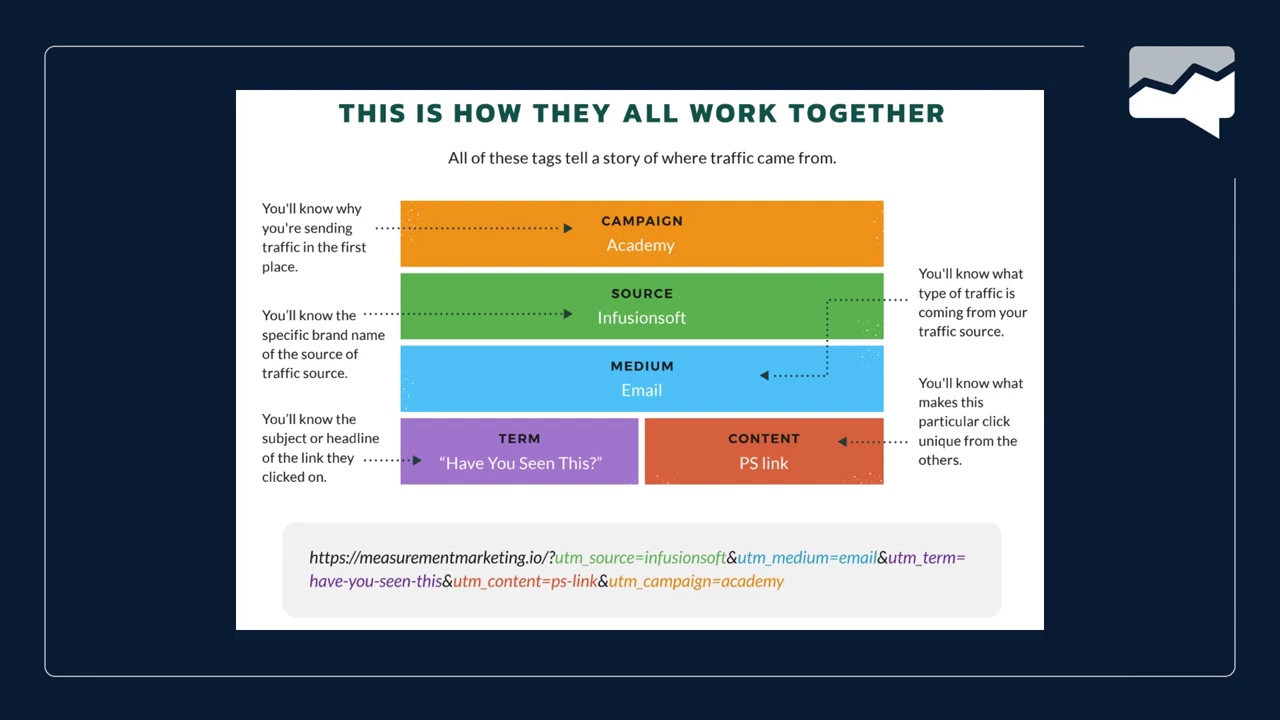 THIS IS HOW THEY ALL WORK TOGETHER
All of these tags tell a story of where traffic came from.
You'll know why
you're sending
traffic in the first
place.
CAMPAIGN
Academy
You'll know the
specific brand name
of the source of
traffic source.
SOURCE
Infusionsoft
You'll know what
type of traffic is
coming from your
traffic source.
MEDIUM
Email
You'll know the
subject or headline
of the link they
clicked on.
TERM
“Have You Seen This?”
CONTENT
PS link
You'll know what
makes this
particular click
unique from the
others.
https://measurementmarketing.io/?utm_source=infusionsoft&utm_medium=email&utm_term=
have-you-seen-this&utm_content=ps-link&utm_campaign=academy